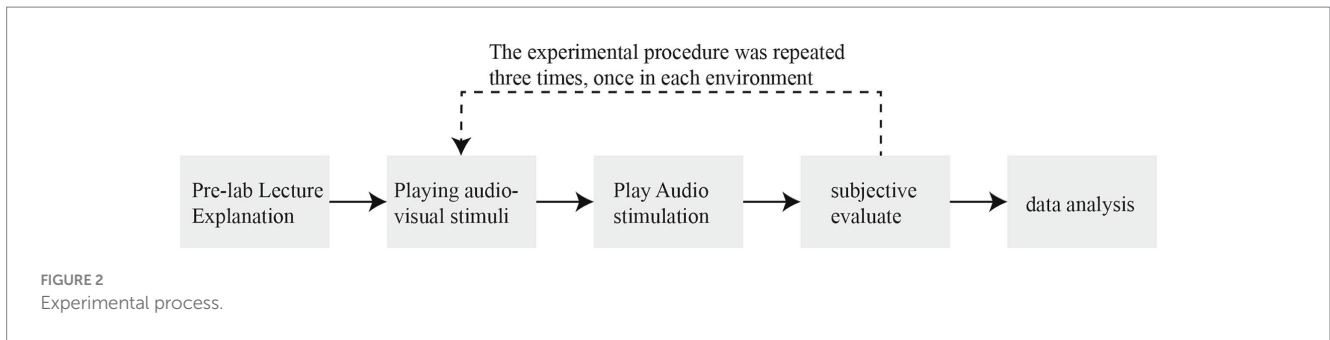 The experimental procedure was repeated
three times, once in each environment
Pre-lab Lecture
Explanation
Playing audio-
visual stimuli
Play Audio
stimulation
subjective
evaluate
data analysis
FIGURE 2
Experimental process.